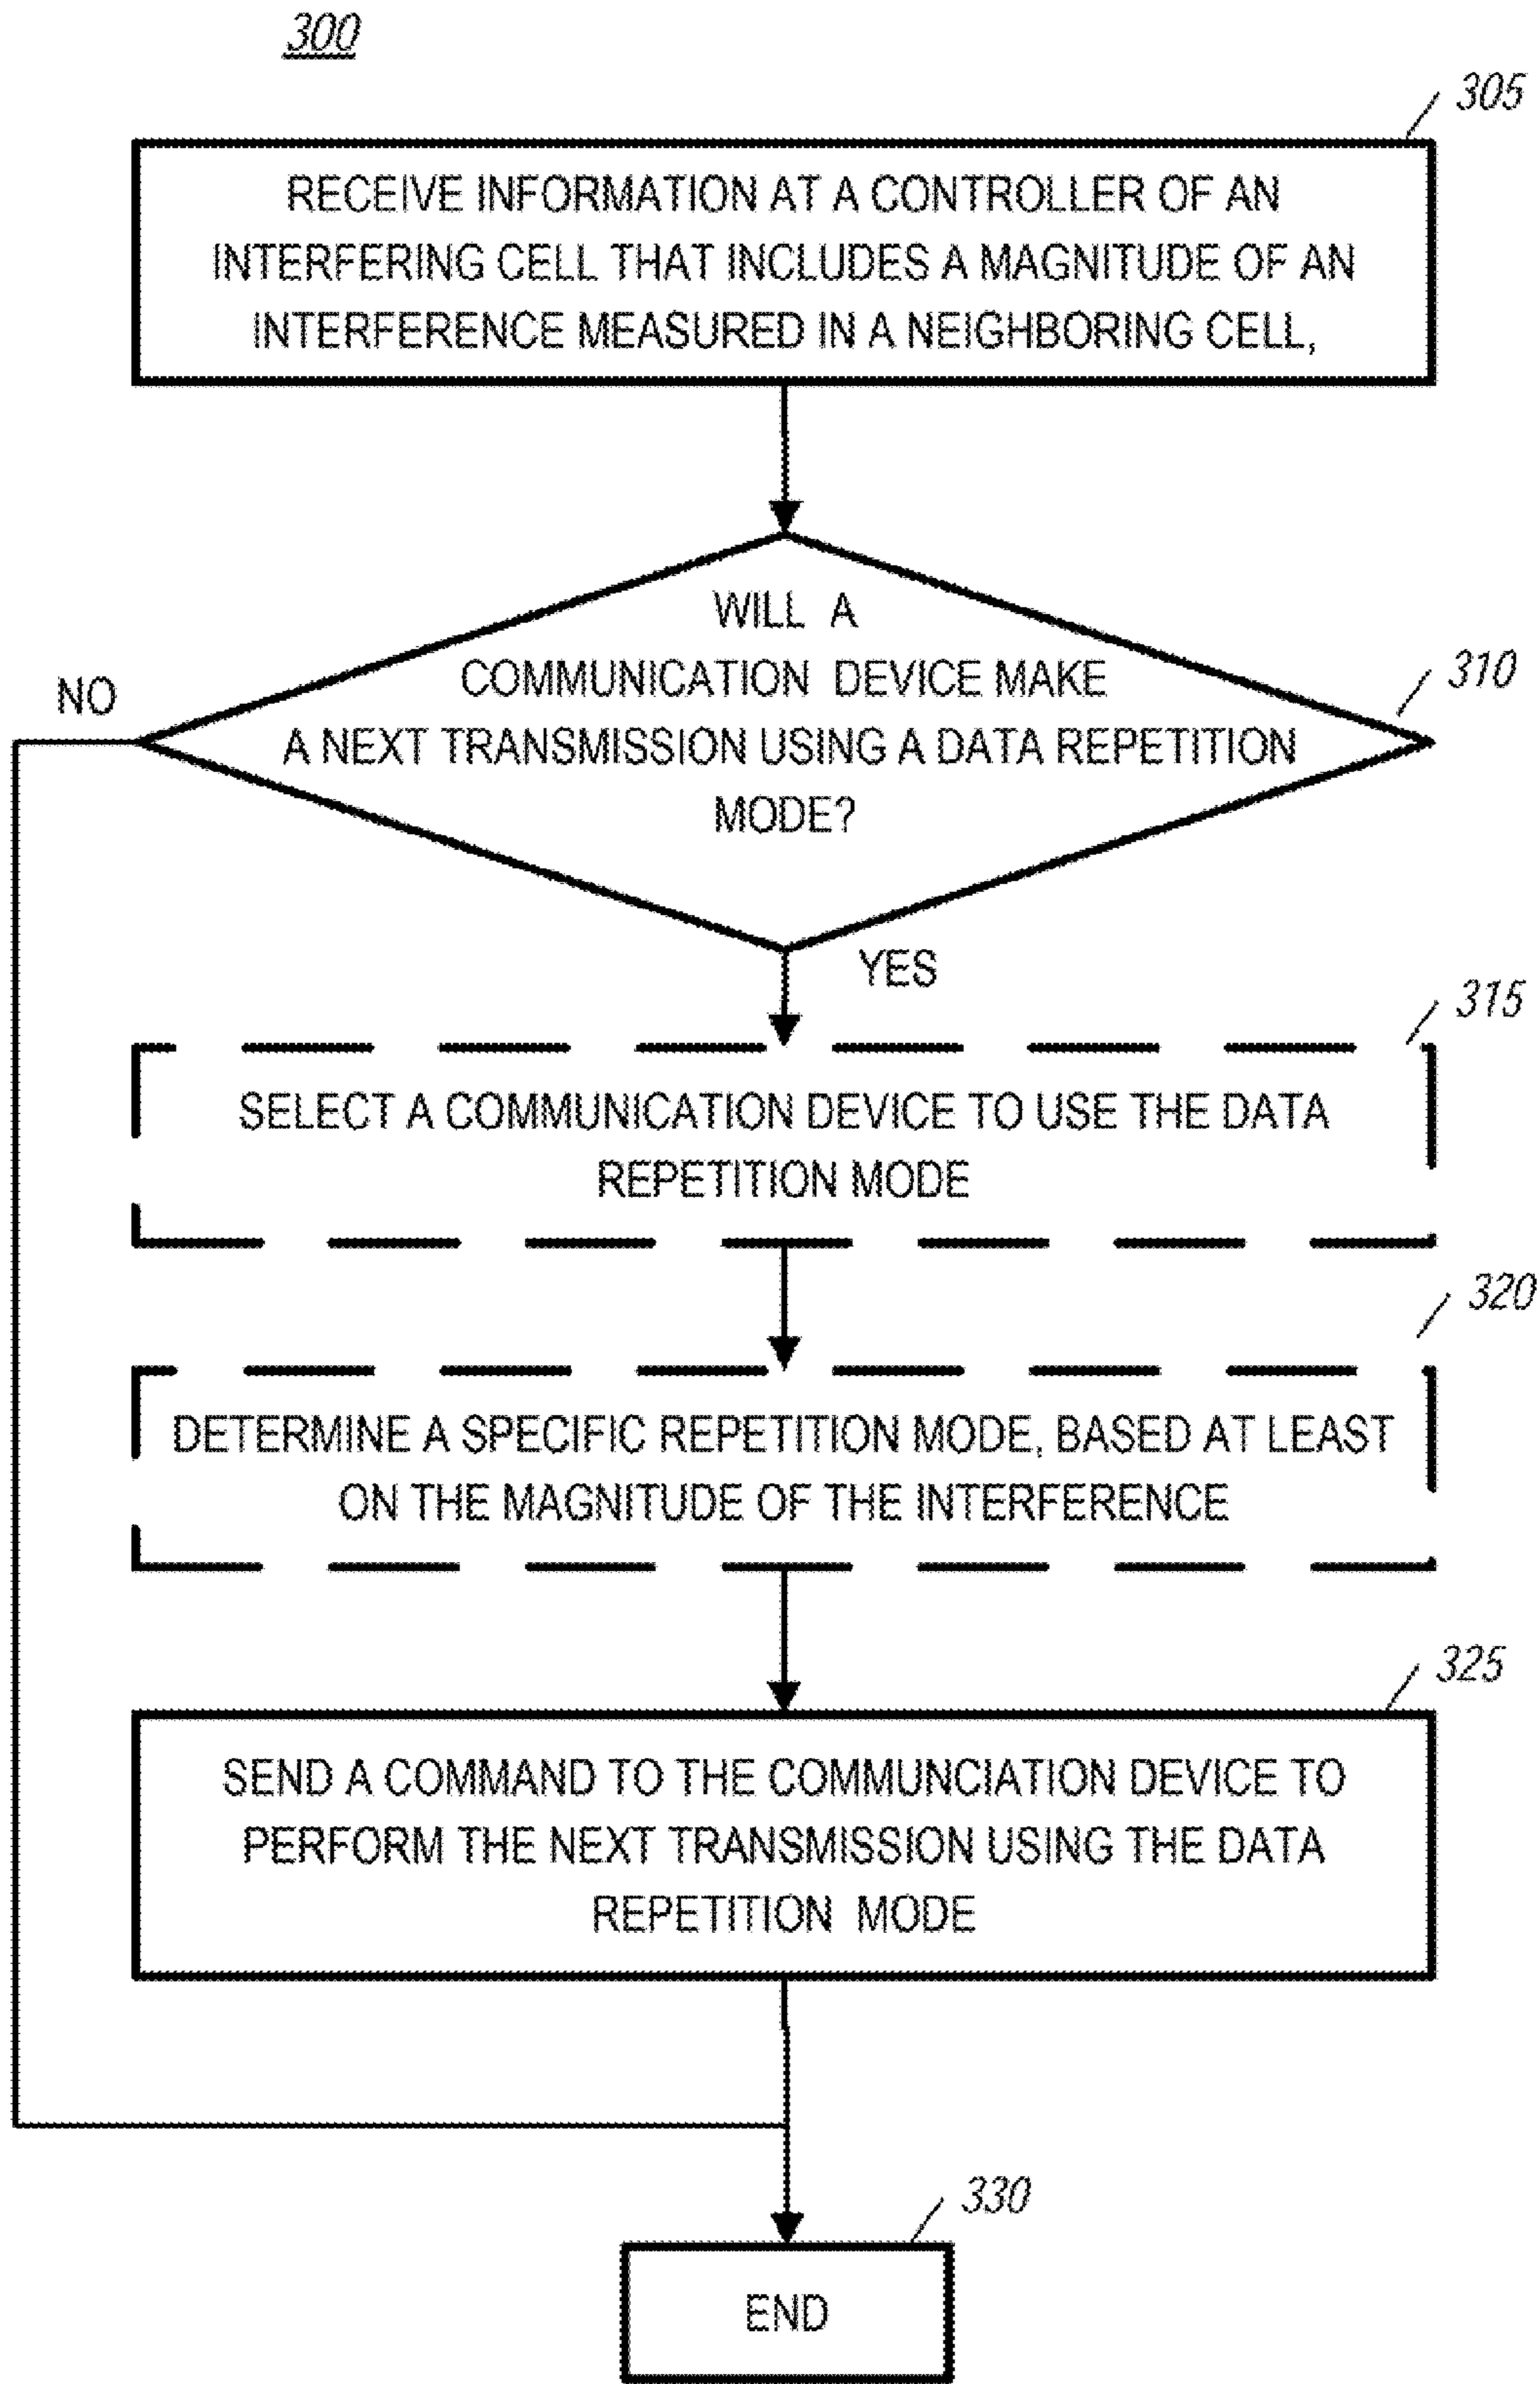 300
305
RECEIVE INFORMATION AT A CONTROLLER OF AN
INTERFERING CELL THAT INCLUDES A MAGNITUDE OF AN
INTERFERENCE MEASURED IN A NEIGHBORING CELL,
WILL A
COMMUNICATION DEVICE MAKE
A NEXT TRANSMISSION USING A DATA REPETITION
MODE?
310
NO
YES
315
SELECT A COMMUNICATION DEVICE TO USE THE DATA
REPETITION MODE
320
DETERMINE A SPECIFIC REPETITION MODE, BASED AT LEAST
ON THE MAGNITUDE OF THE INTERFERENCE
325
SEND A COMMAND TO THE COMMUNCIATION DEVICE TO
PERFORM THE NEXT TRANSMISSION USING THE DATA
REPETITION MODE
330
END